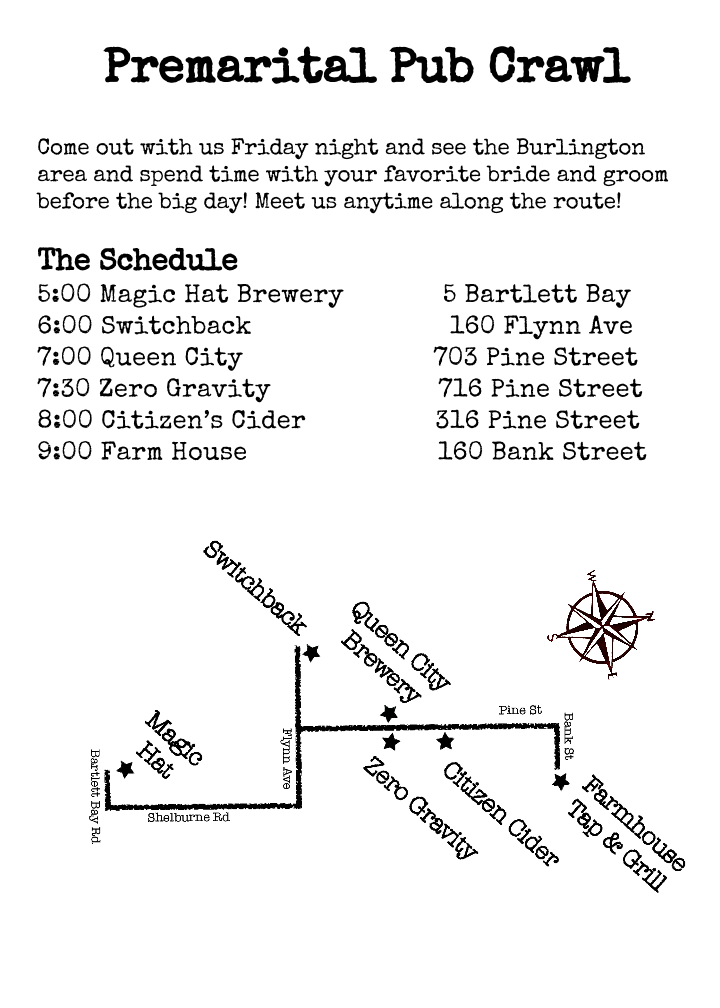 Premarital Pub Crawl
Come out with us Friday night and see the Burlington
area and spend time with your favorite bride and groom
before the big day! Meet us anytime along the route!
The Schedule
5:00 Magic Hat Brewery 5 Bartlett Bay
6:00 Switchback 160 Flynn Ave
7:00 Queen City 703 Pine Street
7:30 Zero Gravity 716 Pine Street
8:00 Citizen's Cider 316 Pine Street
9:00 Farm House 160 Bank Street
Switchback
Queen City
Brewery
W
N
S
E
Magic
Hat
Bartlett Bay Rd
Shelburne Rd
Flynn Ave
Pine St
Bank St
Zero Gravity
Citizen Cider
Farmhouse
Tap & Grill